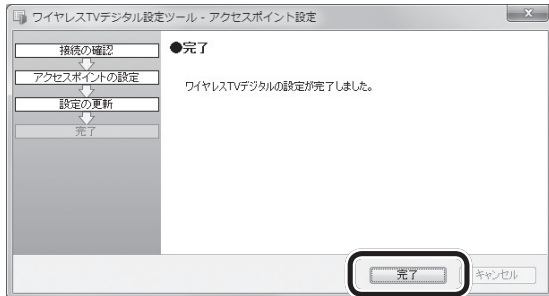 ワイヤレスTVデジタル設定ツール - アクセスポイント設定
接続の確認
アクセスポイントの設定
設定の更新
完了
●完了
ワイヤレスTVデジタルの設定が完了しました。
完了
キャンセル